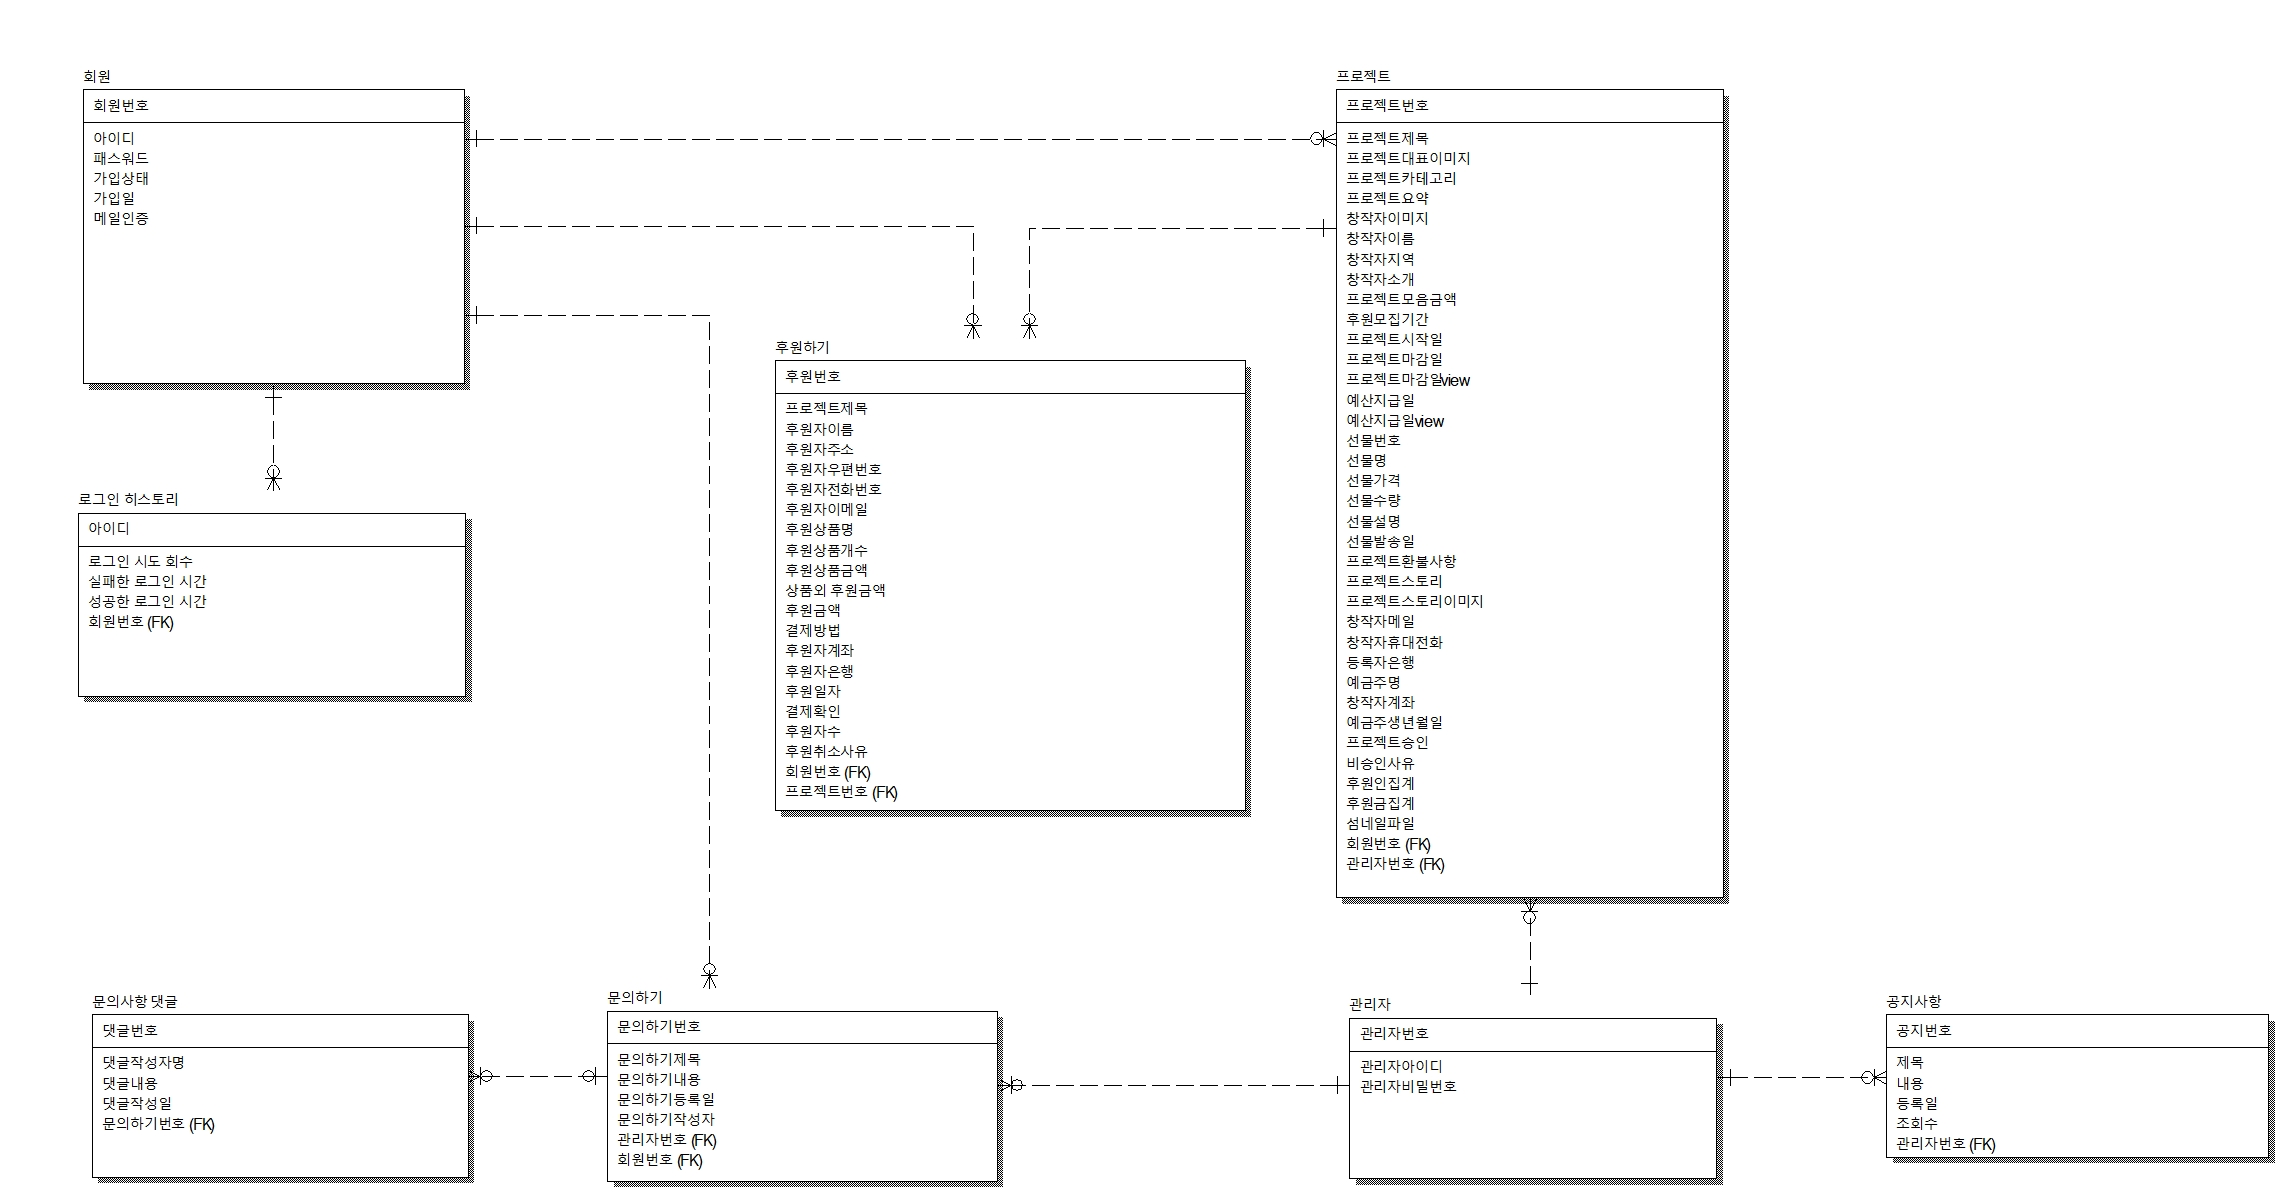 회원
회원번호
아이디
패스워드
가입상태
가입일
메일인증
프로젝트
프로젝트번호
프로젝트제목
프로젝트대표이미지
프로젝트카테고리
프로젝트요약
창작자이미지
창작자이름
창작자지역
창작자소개
프로젝트모음금액
후원모집기간
프로젝트시작일
프로젝트마감일
프로젝트마감일view
예산지급일
예산지급일view
선물번호
선물명
선물가격
선물수량
선물설명
선물발송일
프로젝트환불사항
프로젝트스토리
프로젝트스토리이미지
창작자메일
창작자휴대전화
등록자은행
예금주명
창작자계좌
예금주생년월일
프로젝트승인
비승인사유
후원인집계
후원금집계
섬네일파일
회원번호 (FK)
관리자번호 (FK)
후원하기
후원번호
프로젝트제목
후원자이름
후원자주소
후원자우편번호
후원자전화번호
후원자이메일
후원상품명
후원상품개수
후원상품금액
상품외 후원금액
후원금액
결제방법
후원자계좌
후원자은행
후원일자
결제확인
후원자수
후원취소사유
회원번호 (FK)
프로젝트번호 (FK)
로그인 히스토리
아이디
로그인 시도 회수
실패한 로그인 시간
성공한 로그인 시간
회원번호 (FK)
문의사항 댓글
댓글번호
댓글작성자명
댓글내용
댓글작성일
문의하기번호 (FK)
문의하기
문의하기번호
문의하기제목
문의하기내용
문의하기등록일
문의하기작성자
관리자번호 (FK)
회원번호 (FK)
관리자
관리자번호
관리자아이디
관리자비밀번호
공지사항
공지번호
제목
내용
등록일
조회수
관리자번호 (FK)